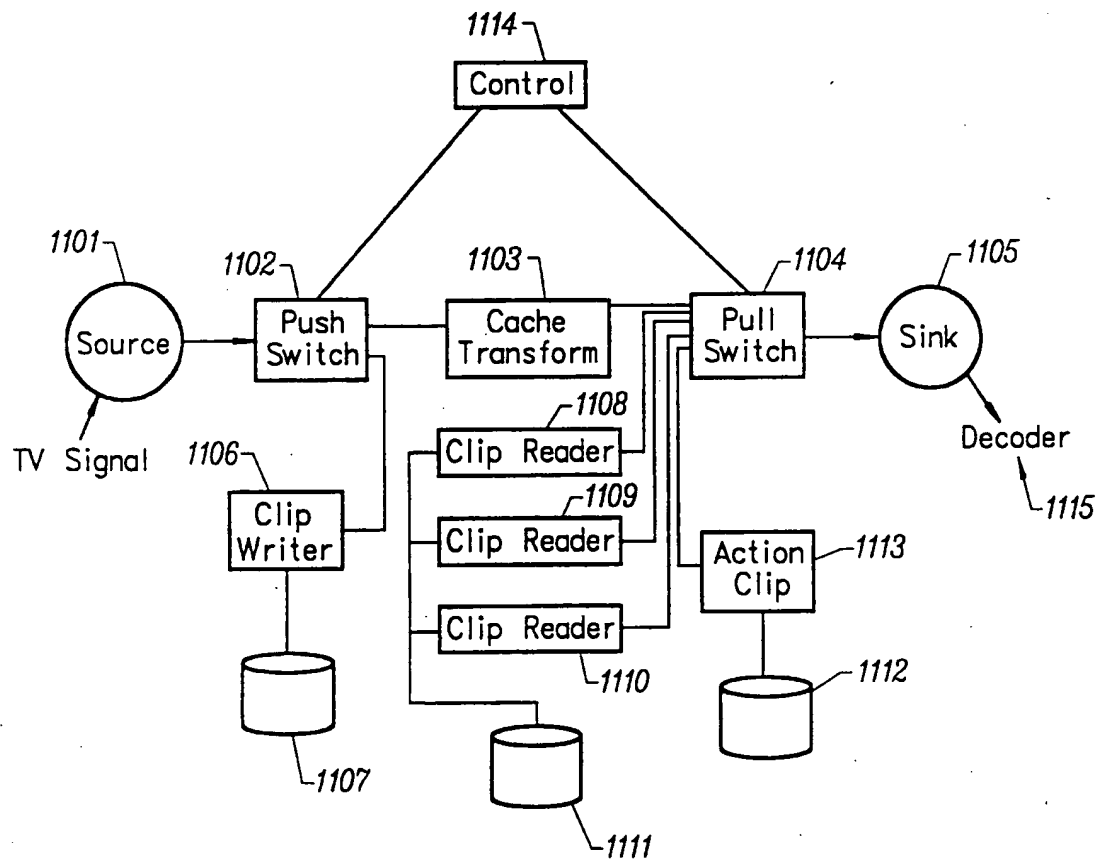 1114
Control
1101
1102
1103
1104
1105
Source
Push
Switch
Cache
Transform
Pull
Switch
Sink
TV Signal
Decoder
1115
1106
Clip
Writer
1107
1108
Clip Reader
1109
Clip Reader
Clip Reader
1110
1111
Action
Clip
1113
1112